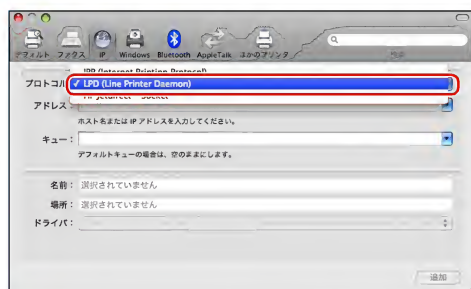 デフォルト ファクス IP Windows Bluetooth AppleTalk ほかのプリンタ 検索
IPP (Internet Printing Protocol)
プロトコル: ✓ LPD (Line Printer Daemon)
HP Jetdirect - Socket
アドレス:
ホスト名または IP アドレスを入力してください。
キュー:
デフォルトキューの場合は、空のままにします。
名前: 選択されていません
場所: 選択されていません
ドライバ:
追加